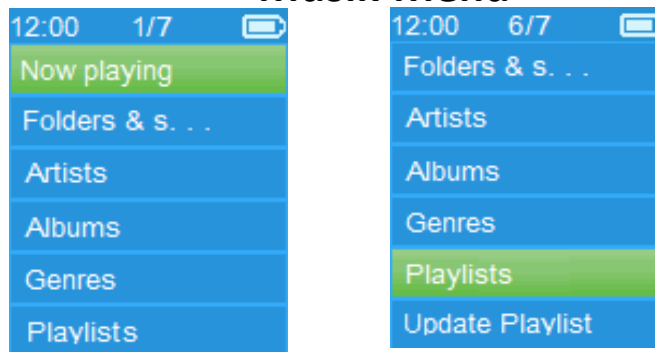 12:00 1/7
Now playing
Folders & s. . .
Artists
Albums
Genres
Playlists
12:00 6/7
Folders & s. . .
Artists
Albums
Genres
Playlists
Update Playlist